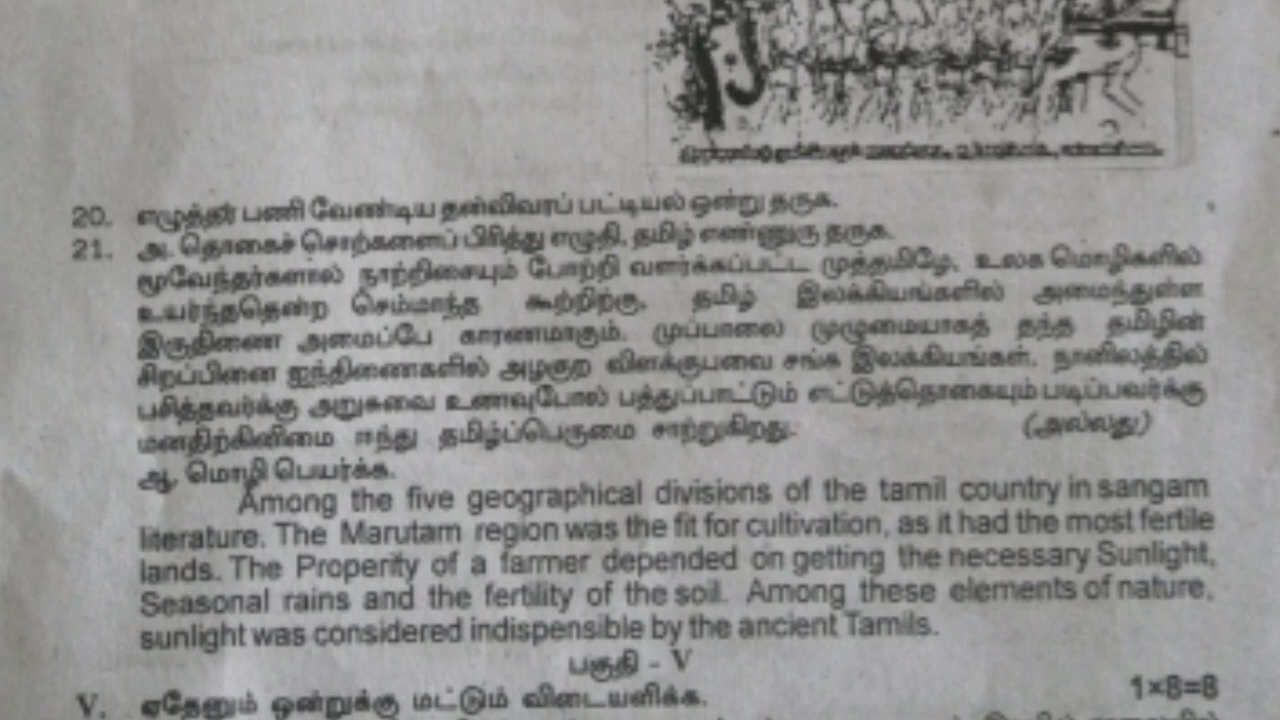 20. எழுத்தர் பணி வேண்டிய தன்விவரப் பட்டியல் ஒன்று தருக.
21. அ. தொகைச் சொற்களைப் பிரித்து எழுதி, தமிழ் எண்ணுரு தருக.
மூவேந்தர்களால் நாற்றிசையும் போற்றி வளர்க்கப்பட்ட முத்தமிழே, உலக மொழிகளில்
உயர்ந்ததென்ற செம்மாந்த கூற்றிற்கு, தமிழ் இலக்கியங்களில் அமைந்துள்ள
இருதிணை அமைப்பே காரணமாகும். முப்பாலை முழுமையாகத் தந்த தமிழின்
சிறப்பினை ஐந்திணைகளில் அழகுற விளக்குபவை சங்க இலக்கியங்கள். நானிலத்தில்
பசித்தவர்க்கு அறுசுவை உணவுபோல் பத்துப்பாட்டும் எட்டுத்தொகையும் படிப்பவர்க்கு
மனதிற்கினிமை ஈந்து தமிழ்ப்பெருமை சாற்றுகிறது. (அல்லது)
ஆ. மொழி பெயர்க்க.
Among the five geographical divisions of the tamil country in sangam
literature. The Marutam region was the fit for cultivation, as it had the most fertile
lands. The Properity of a farmer depended on getting the necessary Sunlight,
Seasonal rains and the fertility of the soil. Among these elements of nature,
sunlight was considered indispensible by the ancient Tamils.
பகுதி - V
V. ஏதேனும் ஒன்றுக்கு மட்டும் விடையளிக்க. 1×8=8